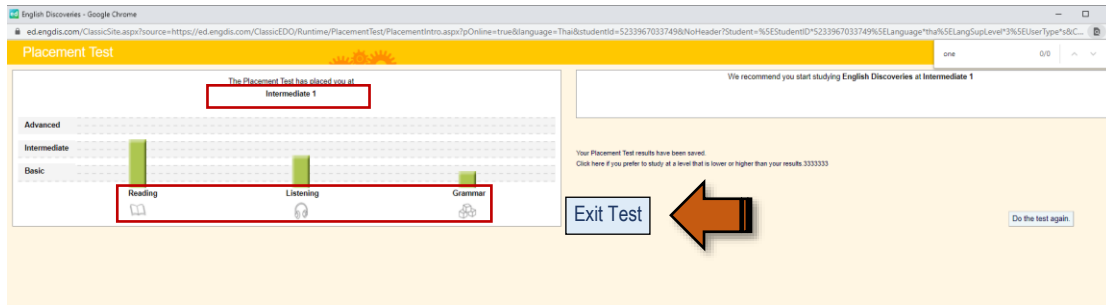 English Discoveries - Google Chrome
ed.engdis.com/ClassicSite.aspx?source=https://ed.engdis.com/ClassicEDO/Runtime/PlacementTest/PlacementIntro.aspx?pOnline=true&language=Thai&studentId=5233967033749&NoHeader?Student=%5EStudentID*5233967033749%5ELanguage*tha%5ELangSupLevel*3%5EUserType*s&C...
Placement Test
one 0/0
The Placement Test has placed you at
Intermediate 1
Advanced
Intermediate
Basic
Reading Listening Grammar
We recommend you start studying English Discoveries at Intermediate 1
Your Placement Test results have been saved.
Click here if you prefer to study at a level that is lower or higher than your results.3333333
Exit Test
Do the test again.